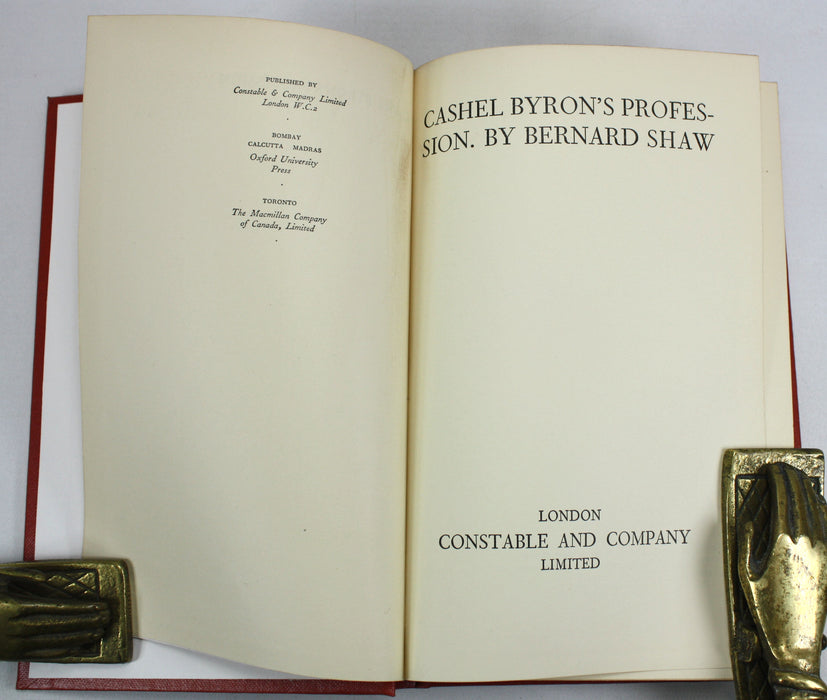 PUBLISHED BY
Constable & Company Limited
London W.C.2
BOMBAY
CALCUTTA MADRAS
Oxford University
Press
TORONTO
The Macmillan Company
of Canada, Limited
CASHEL BYRON'S PROFES-
SION. BY BERNARD SHAW
LONDON
CONSTABLE AND COMPANY
LIMITED